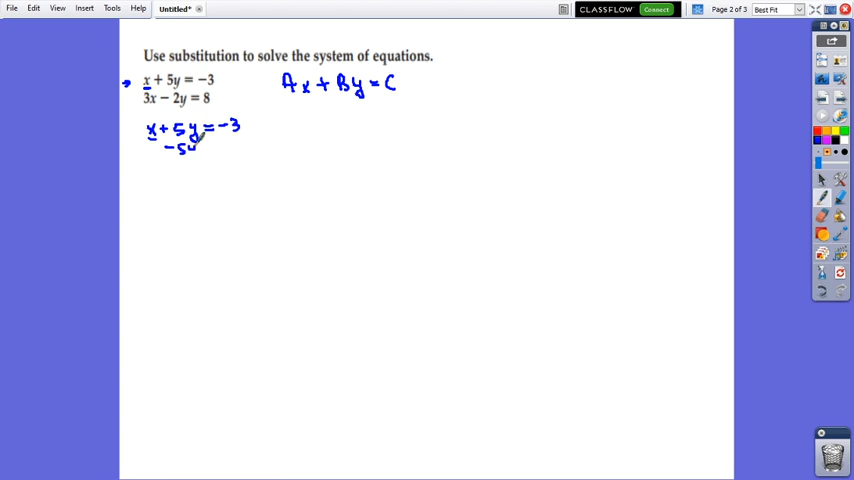 File Edit View Insert Tools Help Untitled* CLASSFLOW Connect Page 2 of 3 Best Fit
Use substitution to solve the system of equations.
x + 5y = −3 Ax + By = C
3x − 2y = 8
x + 5y = -3
-5y